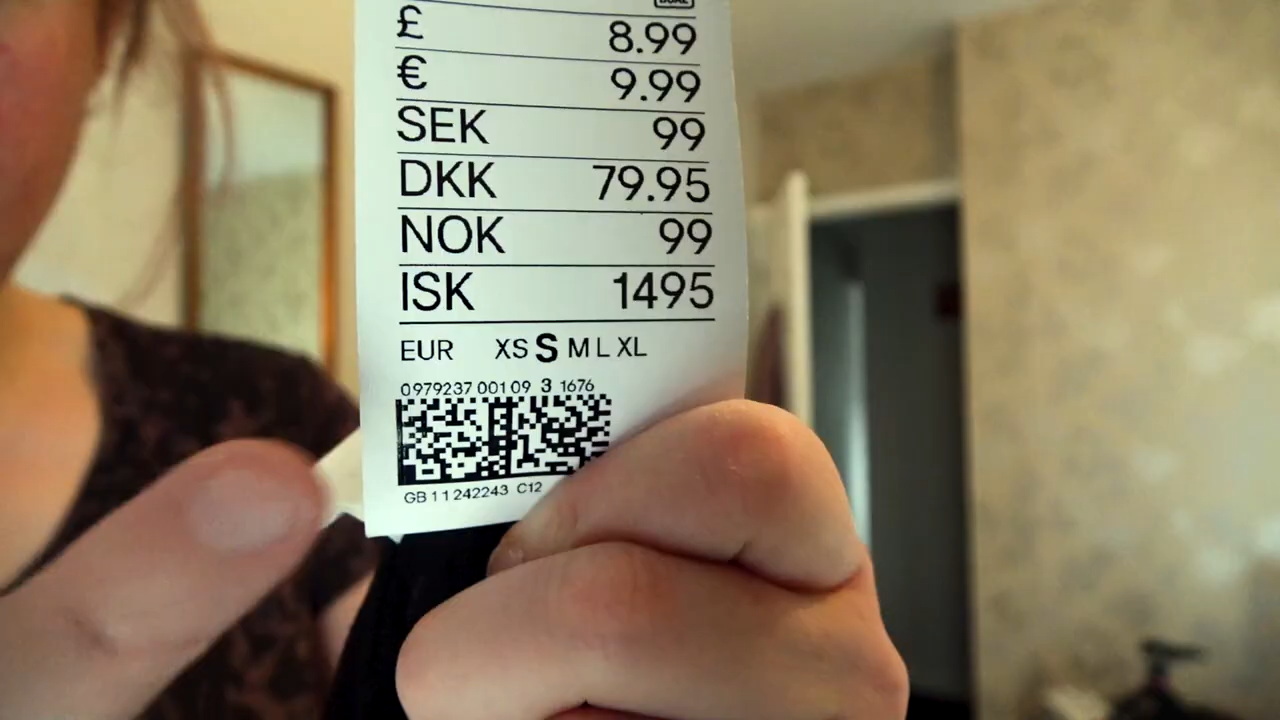 £ 8.99
€ 9.99
SEK 99
DKK 79.95
NOK 99
ISK 1495
EUR XS S M L XL
0979237 001 09 3 1676
GB 11 242243 C12